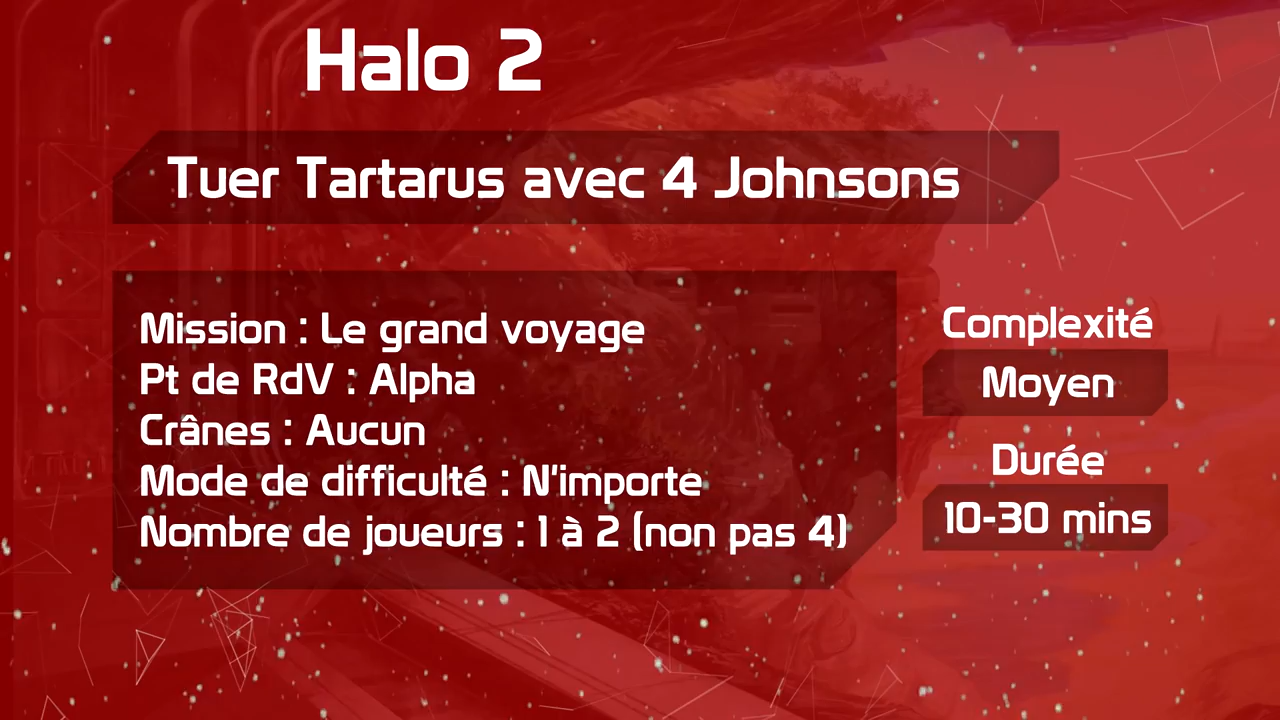 Halo 2
Tuer Tartarus avec 4 Johnsons
Mission : Le grand voyage
Pt de RdV : Alpha
Crânes : Aucun
Mode de difficulté : N'importe
Nombre de joueurs : 1 à 2 (non pas 4)
Complexité
Moyen
Durée
10-30 mins